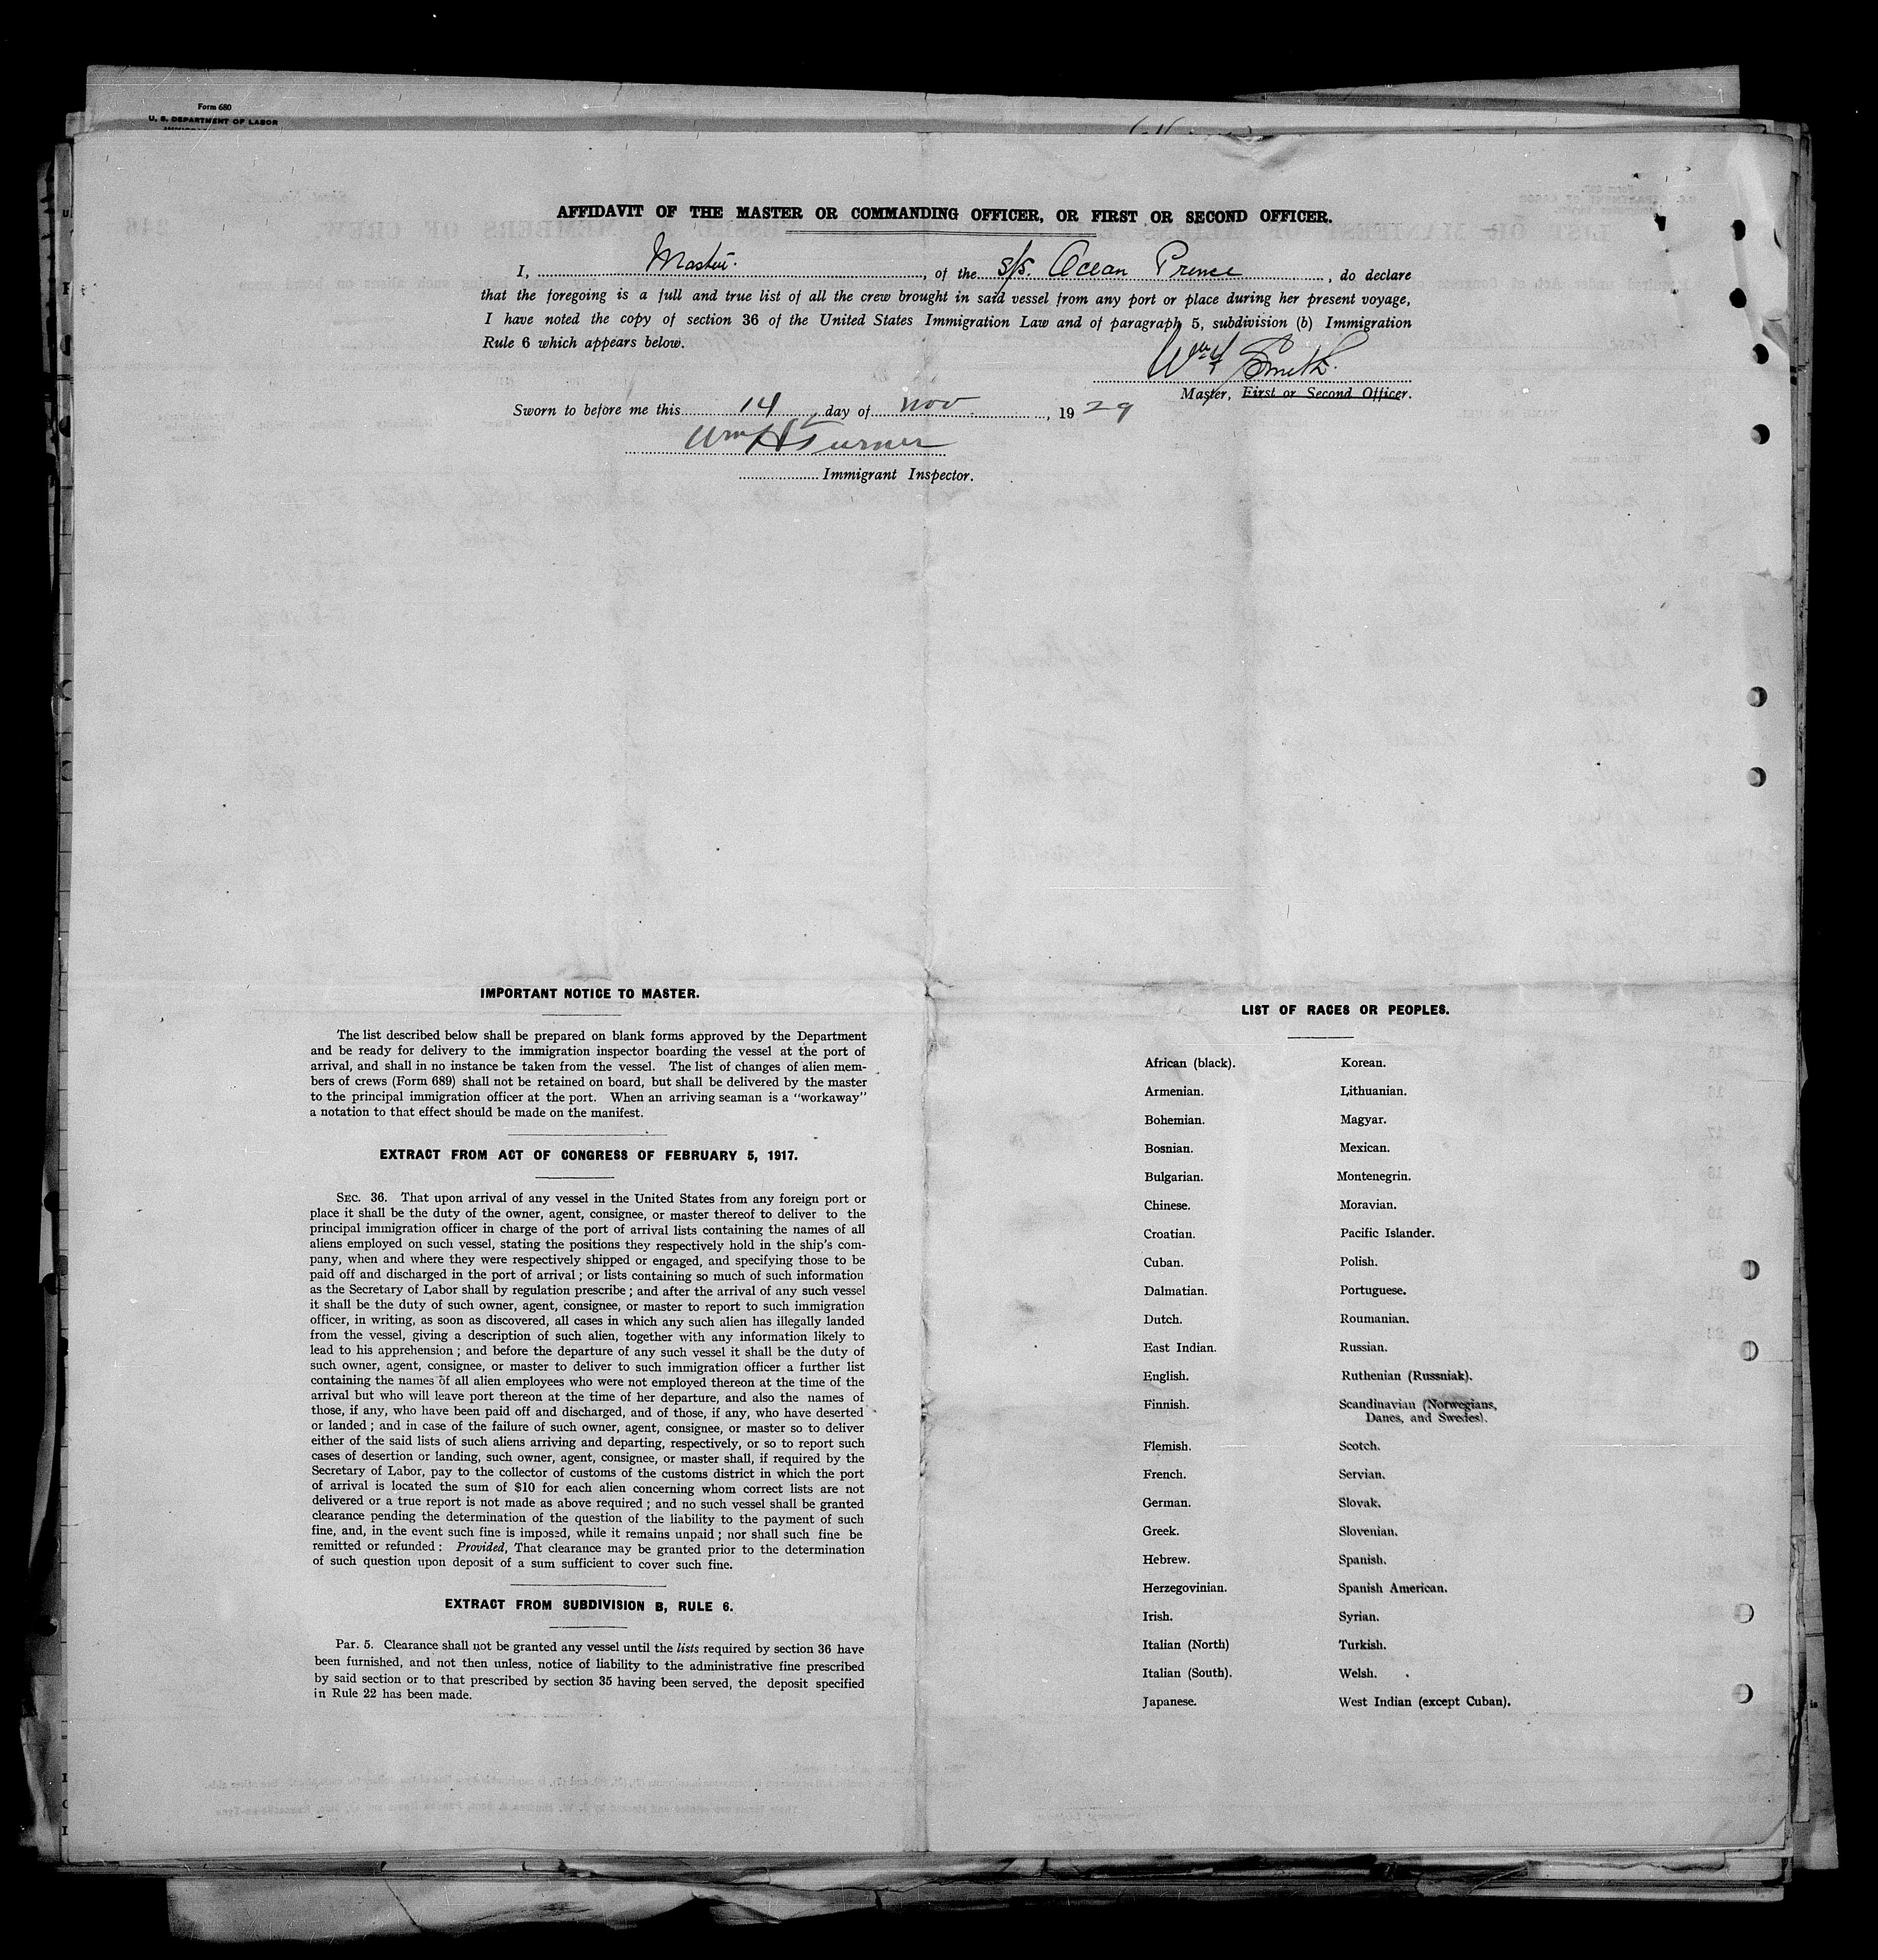 Form 680
U. S. DEPARTMENT OF LABOR
AFFIDAVIT OF THE MASTER OR COMMANDING OFFICER, OR FIRST OR SECOND OFFICER.
I, Master. , of the S/S. Ocean Prince , do declare
that the foregoing is a full and true list of all the crew brought in said vessel from any port or place during her present voyage,
I have noted the copy of section 36 of the United States Immigration Law and of paragraph 5, subdivision (b) Immigration
Rule 6 which appears below.
Smith.
Master, First or Second Officer.
Sworn to before me this 14 day of Nov , 1929
Wm H Turner
Immigrant Inspector.
IMPORTANT NOTICE TO MASTER.
The list described below shall be prepared on blank forms approved by the Department
and be ready for delivery to the immigration inspector boarding the vessel at the port of
arrival, and shall in no instance be taken from the vessel. The list of changes of alien mem-
bers of crews (Form 689) shall not be retained on board, but shall be delivered by the master
to the principal immigration officer at the port. When an arriving seaman is a "workaway"
a notation to that effect should be made on the manifest.
EXTRACT FROM ACT OF CONGRESS OF FEBRUARY 5, 1917.
SEC. 36. That upon arrival of any vessel in the United States from any foreign port or
place it shall be the duty of the owner, agent, consignee, or master thereof to deliver to the
principal immigration officer in charge of the port of arrival lists containing the names of all
aliens employed on such vessel, stating the positions they respectively hold in the ship's com-
pany, when and where they were respectively shipped or engaged, and specifying those to be
paid off and discharged in the port of arrival; or lists containing so much of such information
as the Secretary of Labor shall by regulation prescribe; and after the arrival of any such vessel
it shall be the duty of such owner, agent, consignee, or master to report to such immigration
officer, in writing, as soon as discovered, all cases in which any such alien has illegally landed
from the vessel, giving a description of such alien, together with any information likely to
lead to his apprehension; and before the departure of any such vessel it shall be the duty of
such owner, agent, consignee, or master to deliver to such immigration officer a further list
containing the names of all alien employees who were not employed thereon at the time of the
arrival but who will leave port thereon at the time of her departure, and also the names of
those, if any, who have been paid off and discharged, and of those, if any, who have deserted
or landed; and in case of the failure of such owner, agent, consignee, or master so to deliver
either of the said lists of such aliens arriving and departing, respectively, or so to report such
cases of desertion or landing, such owner, agent, consignee, or master shall, if required by the
Secretary of Labor, pay to the collector of customs of the customs district in which the port
of arrival is located the sum of $10 for each alien concerning whom correct lists are not
delivered or a true report is not made as above required; and no such vessel shall be granted
clearance pending the determination of the question of the liability to the payment of such
fine, and, in the event such fine is imposed, while it remains unpaid; nor shall such fine be
remitted or refunded: Provided, That clearance may be granted prior to the determination
of such question upon deposit of a sum sufficient to cover such fine.
EXTRACT FROM SUBDIVISION B, RULE 6.
Par. 5. Clearance shall not be granted any vessel until the lists required by section 36 have
been furnished, and not then unless, notice of liability to the administrative fine prescribed
by said section or to that prescribed by section 35 having been served, the deposit specified
in Rule 22 has been made.
LIST OF RACES OR PEOPLES.
African (black). Korean.
Armenian. Lithuanian.
Bohemian. Magyar.
Bosnian. Mexican.
Bulgarian. Montenegrin.
Chinese. Moravian.
Croatian. Pacific Islander.
Cuban. Polish.
Dalmatian. Portuguese.
Dutch. Roumanian.
East Indian. Russian.
English. Ruthenian (Russniak).
Finnish. Scandinavian (Norwegians,
Danes, and Swedes).
Flemish. Scotch.
French. Servian.
German. Slovak.
Greek. Slovenian.
Hebrew. Spanish.
Herzegovinian. Spanish American.
Irish. Syrian.
Italian (North) Turkish.
Italian (South). Welsh.
Japanese. West Indian (except Cuban).